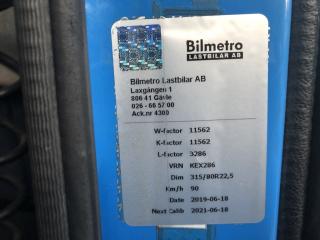 Bilmetro
LASTBILAR AB
Bilmetro Lastbilar AB
Laxgången 1
806 41 Gävle
026 - 66 57 00
Ack.nr 4300
W-factor 11562
K-factor 11562
L-factor 3286
VRN KEX286
Dim 315/80R22,5
Km/h 90
Date 2019-06-18
Next Calib 2021-06-18